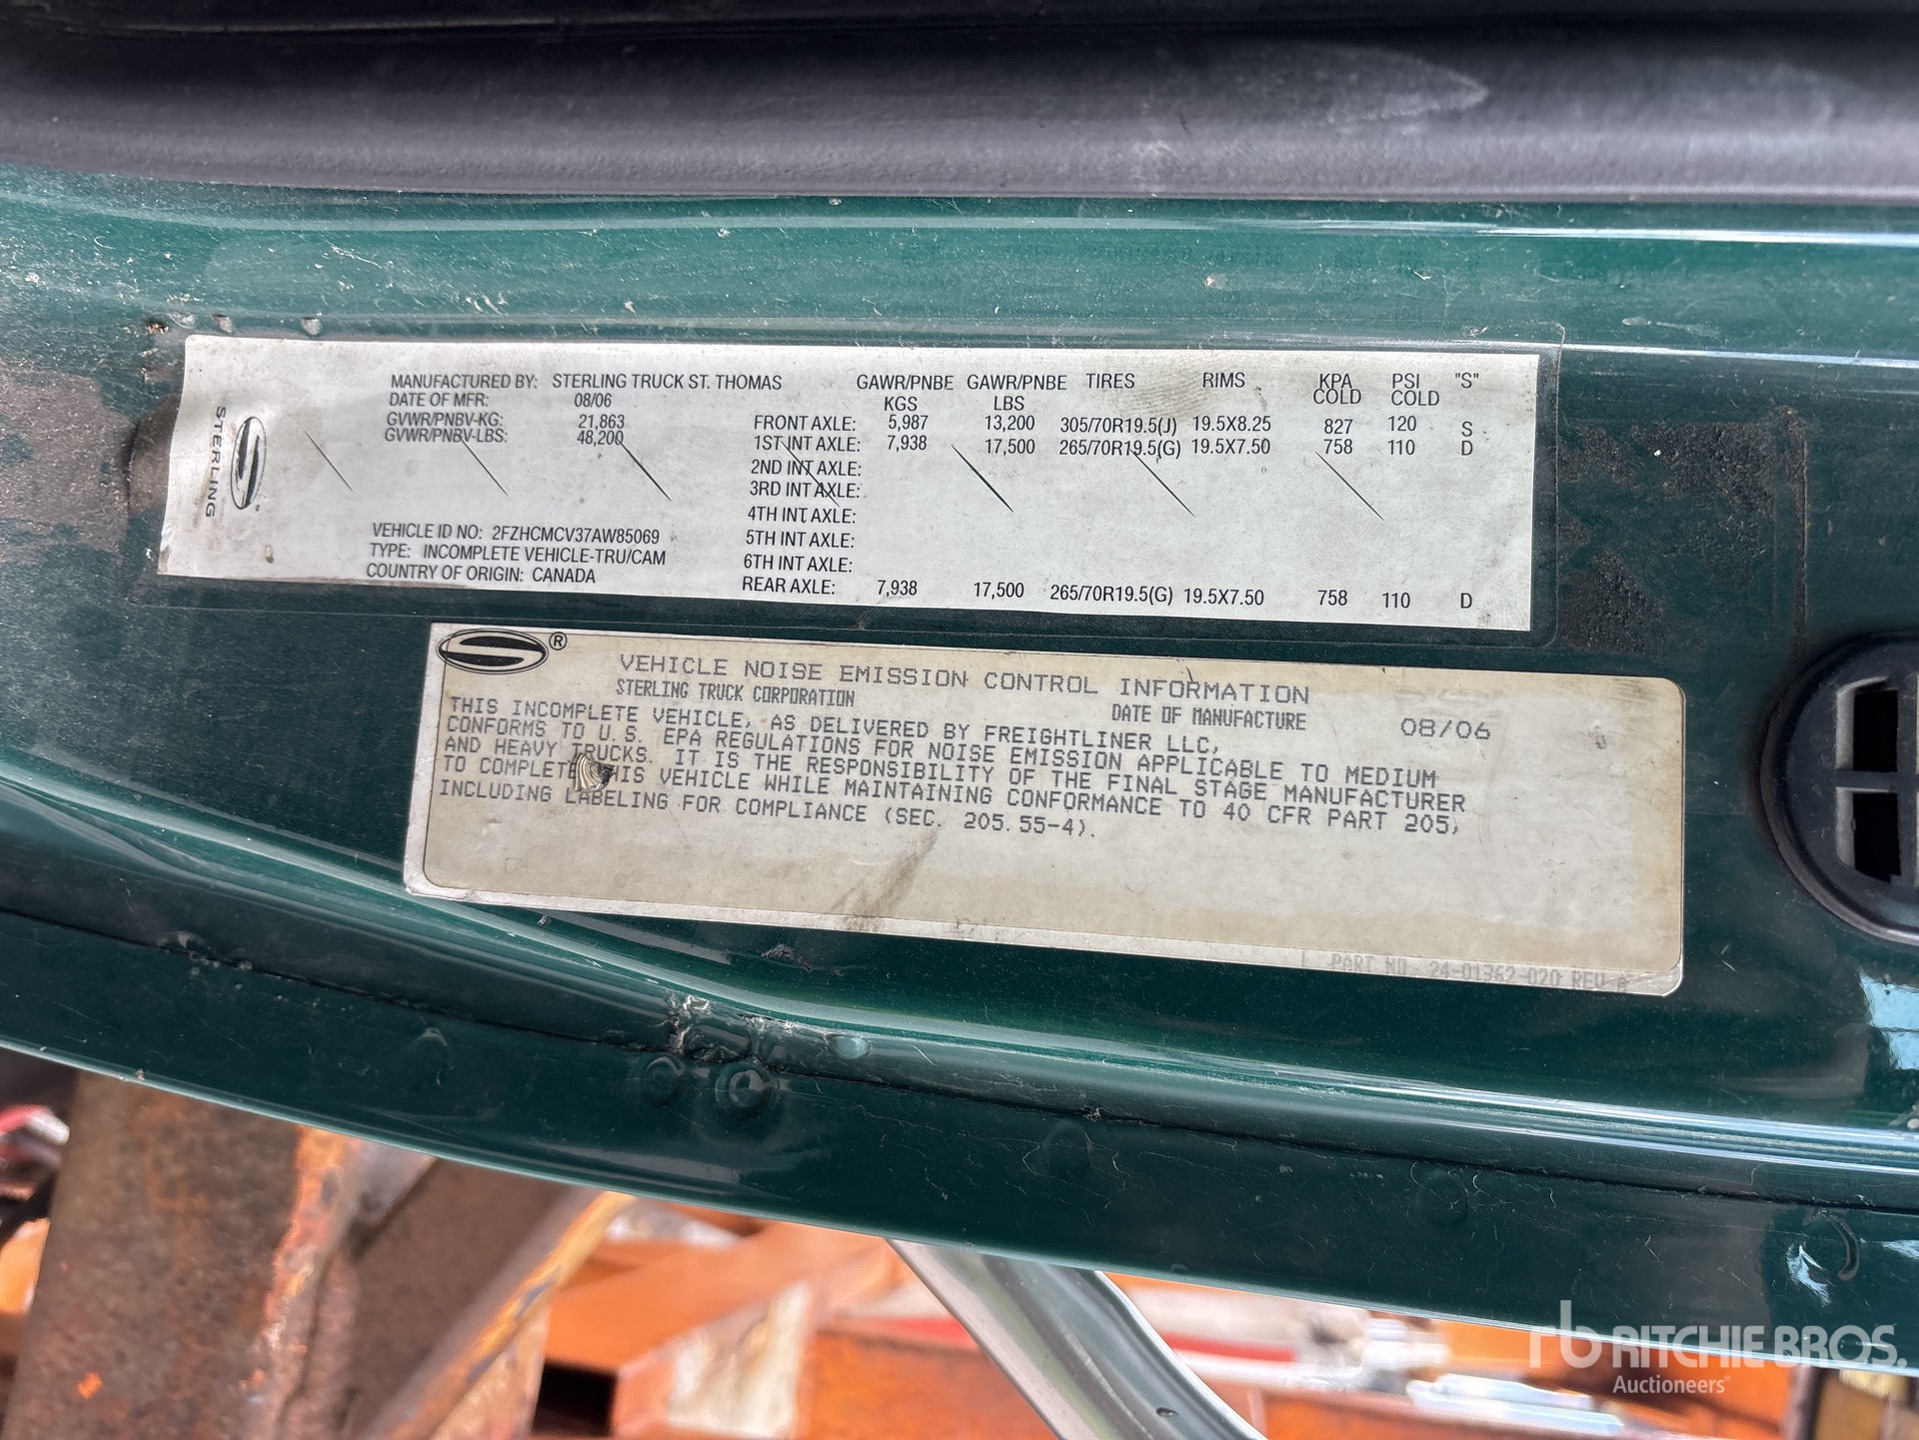 STERLING
™
MANUFACTURED BY: STERLING TRUCK ST. THOMAS
DATE OF MFR: 08/06
GVWR/PNBV-KG: 21,863
GVWR/PNBV-LBS: 48,200
VEHICLE ID NO: 2FZHCMCV37AW85069
TYPE: INCOMPLETE VEHICLE-TRU/CAM
COUNTRY OF ORIGIN: CANADA
GAWR/PNBE GAWR/PNBE TIRES RIMS KPA PSI "S"
KGS LBS COLD COLD
FRONT AXLE: 5,987 13,200 305/70R19.5(J) 19.5X8.25 827 120 S
1ST INT AXLE: 7,938 17,500 265/70R19.5(G) 19.5X7.50 758 110 D
2ND INT AXLE:
3RD INT AXLE:
4TH INT AXLE:
5TH INT AXLE:
6TH INT AXLE:
REAR AXLE: 7,938 17,500 265/70R19.5(G) 19.5X7.50 758 110 D
®
VEHICLE NOISE EMISSION CONTROL INFORMATION
STERLING TRUCK CORPORATION DATE OF MANUFACTURE 08/06
THIS INCOMPLETE VEHICLE, AS DELIVERED BY FREIGHTLINER LLC,
CONFORMS TO U.S. EPA REGULATIONS FOR NOISE EMISSION APPLICABLE TO MEDIUM
AND HEAVY TRUCKS. IT IS THE RESPONSIBILITY OF THE FINAL STAGE MANUFACTURER
TO COMPLETE THIS VEHICLE WHILE MAINTAINING CONFORMANCE TO 40 CFR PART 205,
INCLUDING LABELING FOR COMPLIANCE (SEC. 205.55-4).
PART NO. 24-01362-020 REV A
rb RITCHIE BROS.
Auctioneers